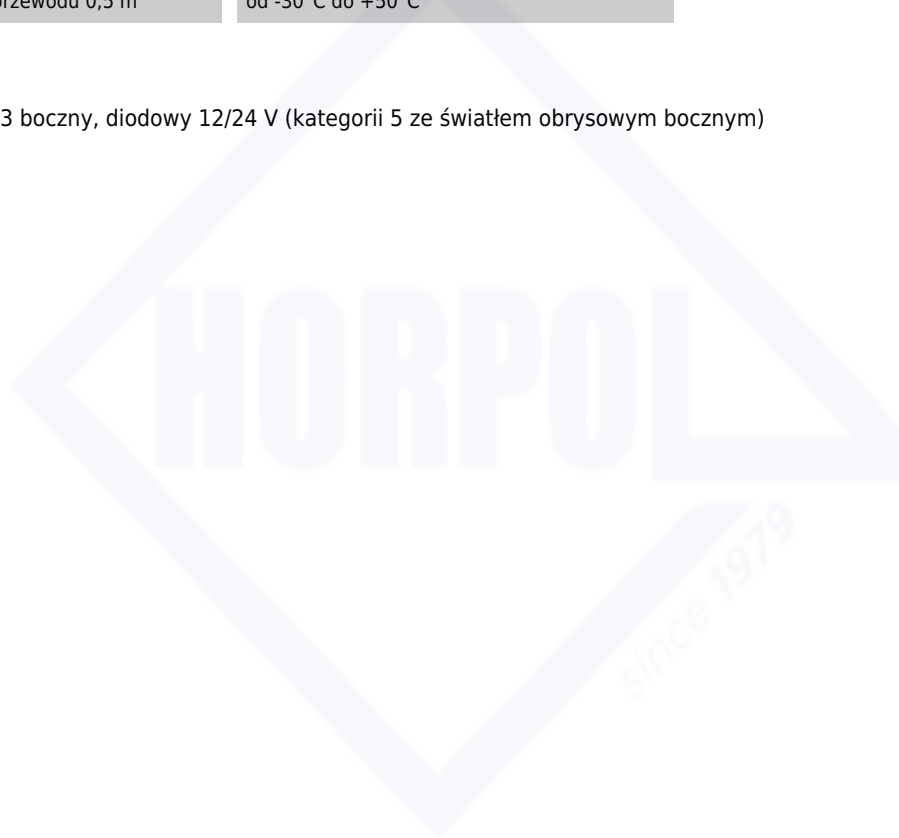 przewodu 0,5 m od -30˚C do +50˚C
3 boczny, diodowy 12/24 V (kategorii 5 ze światłem obrysowym bocznym)
HORPOL
since 1979